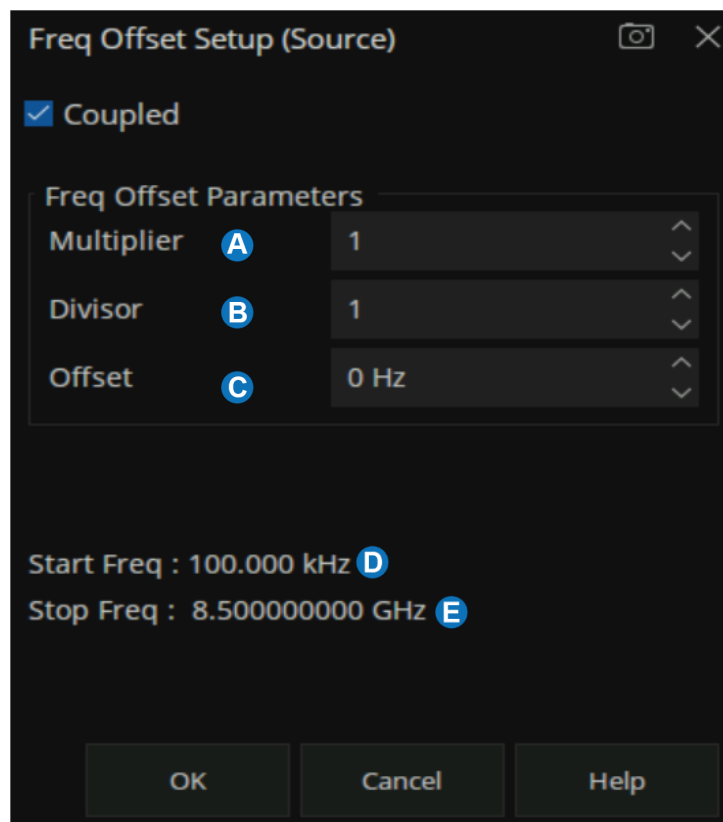 Freq Offset Setup (Source)
Coupled
Freq Offset Parameters
Multiplier A 1
Divisor B 1
Offset C 0 Hz
Start Freq : 100.000 kHz D
Stop Freq : 8.500000000 GHz E
OK Cancel Help